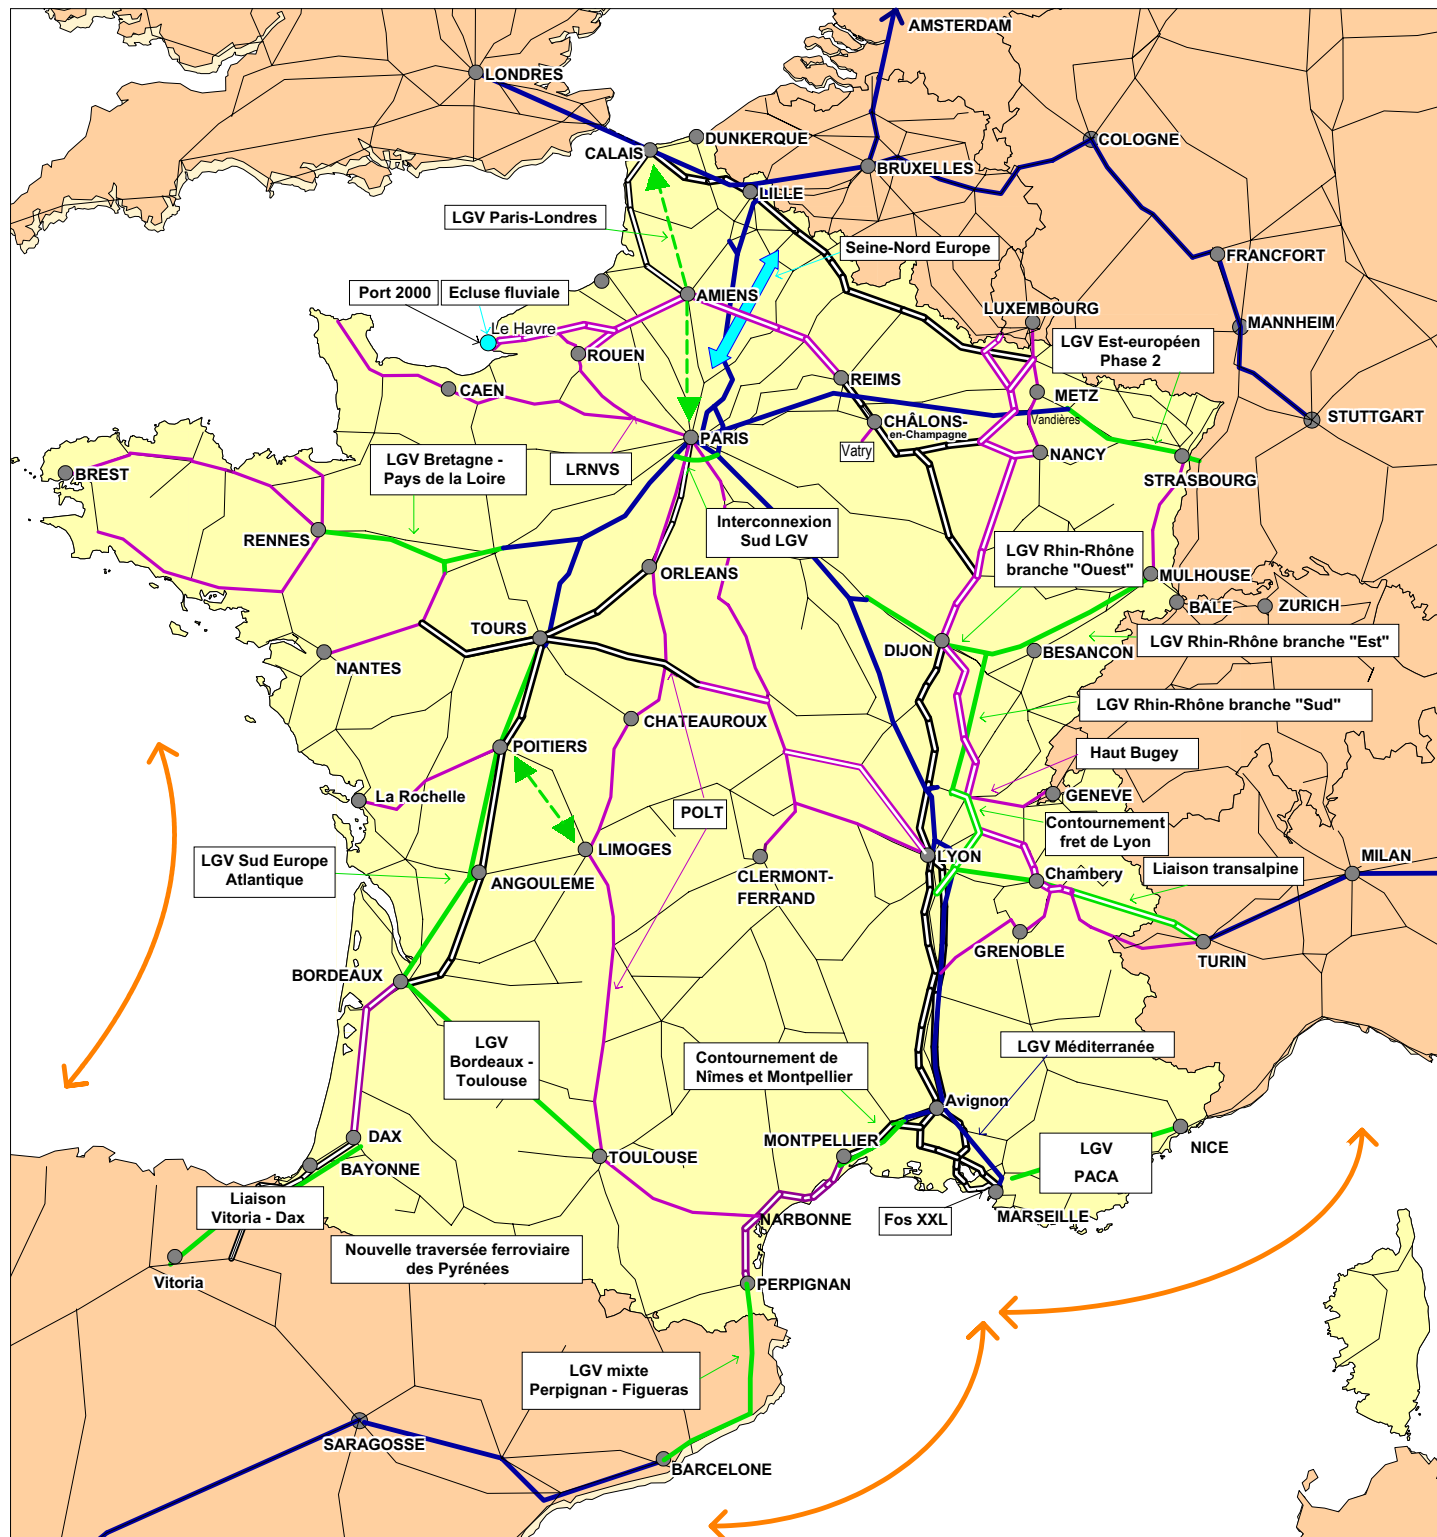 AMSTERDAM
LONDRES
DUNKERQUE
COLOGNE
CALAIS
BRUXELLES
LILLE
LGV Paris-Londres
Seine-Nord Europe
FRANCFORT
Port 2000
Ecluse fluviale
AMIENS
LUXEMBOURG
Le Havre
MANNHEIM
ROUEN
LGV Est-européen
Phase 2
REIMS
CAEN
METZ
STUTTGART
CHÂLONS-
en-Champagne
Vandières
PARIS
Vatry
NANCY
BREST
LGV Bretagne -
Pays de la Loire
LRNVS
STRASBOURG
Interconnexion
Sud LGV
RENNES
LGV Rhin-Rhône
branche "Ouest"
ORLEANS
MULHOUSE
BALE
ZURICH
TOURS
LGV Rhin-Rhône branche "Est"
DIJON
BESANCON
NANTES
LGV Rhin-Rhône branche "Sud"
CHATEAUROUX
POITIERS
Haut Bugey
La Rochelle
GENEVE
POLT
Contournement
fret de Lyon
LIMOGES
LYON
MILAN
LGV Sud Europe
Atlantique
ANGOULEME
CLERMONT-
FERRAND
Chambery
Liaison transalpine
GRENOBLE
TURIN
BORDEAUX
LGV
Bordeaux -
Toulouse
Contournement de
Nîmes et Montpellier
LGV Méditerranée
Avignon
DAX
MONTPELLIER
NICE
BAYONNE
TOULOUSE
LGV
PACA
Liaison
Vitoria - Dax
NARBONNE
Fos XXL
MARSEILLE
Nouvelle traversée ferroviaire
des Pyrénées
Vitoria
PERPIGNAN
LGV mixte
Perpignan - Figueras
SARAGOSSE
BARCELONE